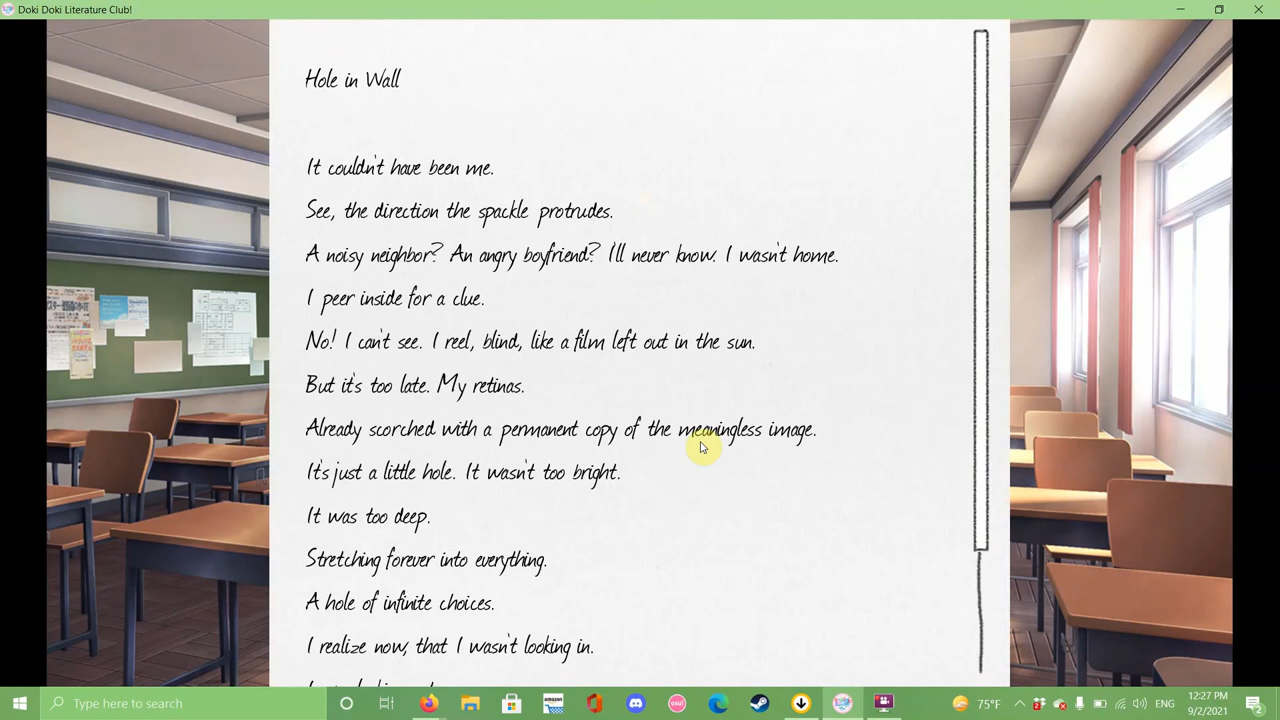 Doki Doki Literature Club!
Hole in Wall
It couldn't have been me.
See, the direction the spackle protrudes.
A noisy neighbor? An angry boyfriend? I'll never know. I wasn't home.
I peer inside for a clue.
No! I can't see. I reel, blind, like a film left out in the sun.
But it's too late. My retinas.
Already scorched with a permanent copy of the meaningless image.
It's just a little hole. It wasn't too bright.
It was too deep.
Stretching forever into everything.
A hole of infinite choices.
I realize now, that I wasn't looking in.
Type here to search
amazon
osu!
75°F
ENG
12:27 PM
9/2/2021
2